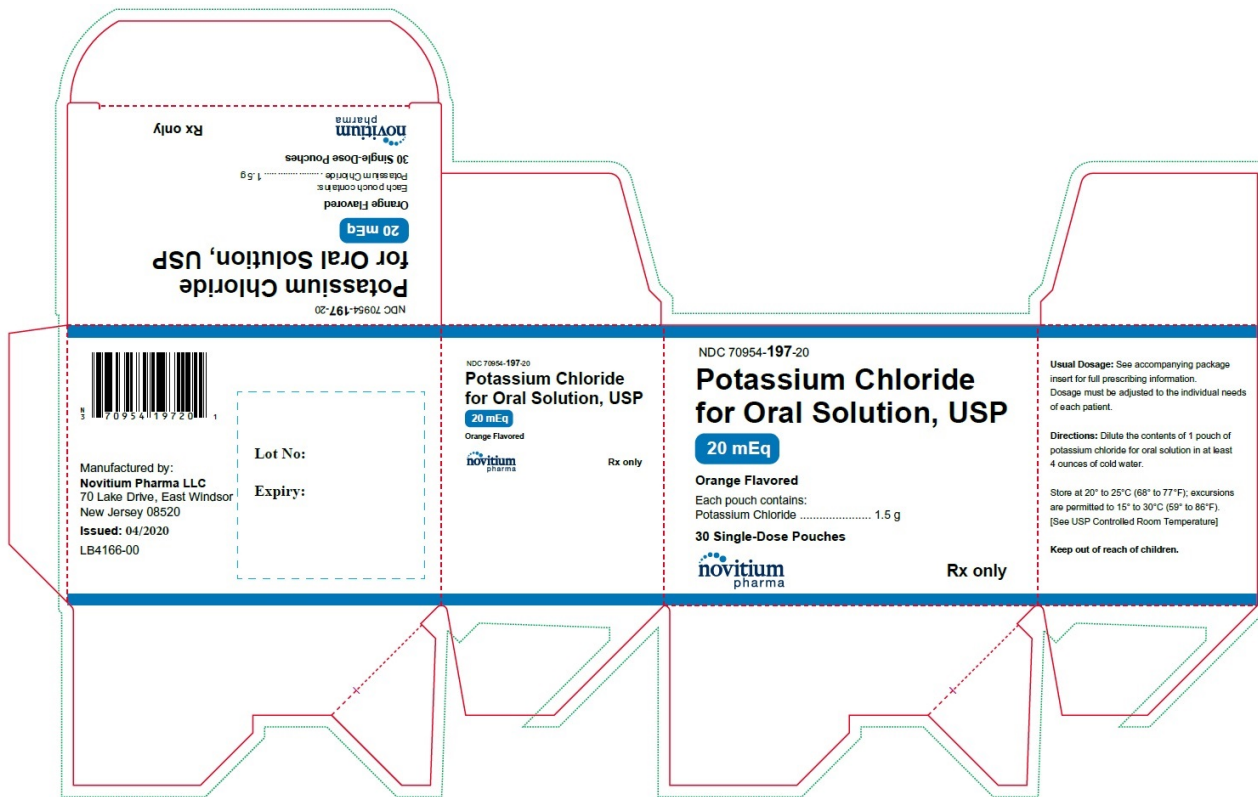 Rx only
novitium
pharma
30 Single-Dose Pouches
Potassium Chloride .................. 1.5 g
Each pouch contains:
Orange Flavored
20 mEq
for Oral Solution, USP
Potassium Chloride
NDC 70954-197-20
N
3 70954 19720 1
Manufactured by:
Novitium Pharma LLC
70 Lake Drive, East Windsor
New Jersey 08520
Issued: 04/2020
LB4166-00
Lot No:
Expiry:
NDC 70954-197-20
Potassium Chloride
for Oral Solution, USP
20 mEq
Orange Flavored
novitium
pharma
Rx only
NDC 70954-197-20
Potassium Chloride
for Oral Solution, USP
20 mEq
Orange Flavored
Each pouch contains:
Potassium Chloride ...................... 1.5 g
30 Single-Dose Pouches
novitium
pharma
Rx only
Usual Dosage: See accompanying package
insert for full prescribing information.
Dosage must be adjusted to the individual needs
of each patient.
Directions: Dilute the contents of 1 pouch of
potassium chloride for oral solution in at least
4 ounces of cold water.
Store at 20° to 25°C (68° to 77°F); excursions
are permitted to 15° to 30°C (59° to 86°F).
[See USP Controlled Room Temperature]
Keep out of reach of children.